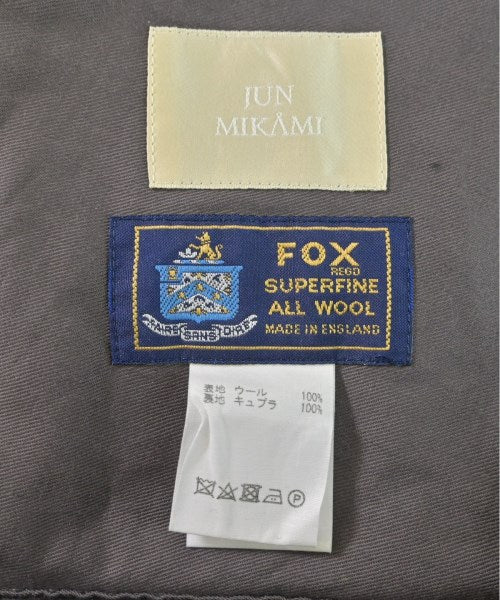 JUN
MIKAMI
FOX
REGD
SUPERFINE
ALL WOOL
MADE IN ENGLAND
FAIRE SANS DIRE
表地 ウール 100%
裏地 キュプラ 100%
P